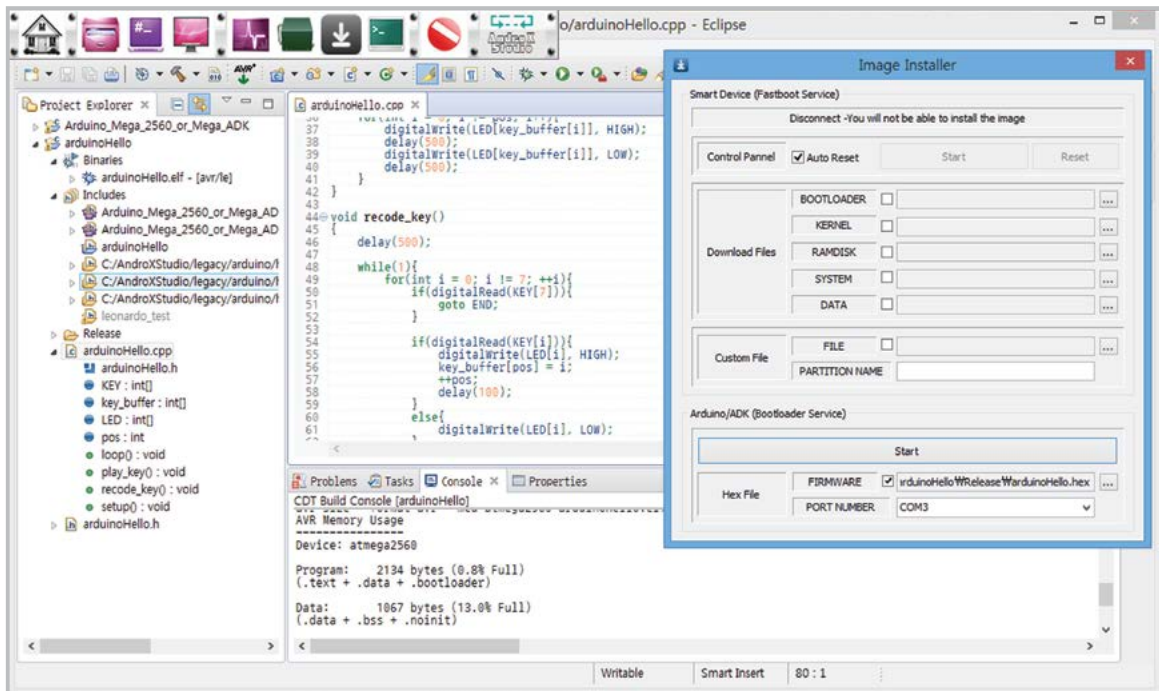 o/arduinoHello.cpp - Eclipse
#_
>_
AVR
AndroX
Studio
Project Explorer
Arduino_Mega_2560_or_Mega_ADK
arduinoHello
Binaries
arduinoHello.elf - [avr/le]
Includes
Arduino_Mega_2560_or_Mega_AD
Arduino_Mega_2560_or_Mega_AD
arduinoHello
C:/AndroXStudio/legacy/arduino/
C:/AndroXStudio/legacy/arduino/
C:/AndroXStudio/legacy/arduino/
leonardo_test
Release
arduinoHello.cpp
arduinoHello.h
KEY : int[]
key_buffer : int[]
LED : int[]
pos : int
loop() : void
play_key() : void
recode_key() : void
setup() : void
arduinoHello.h
arduinoHello.cpp
36 for(int i = 0; i != pos; i++){
37 digitalWrite(LED[key_buffer[i]], HIGH);
38 delay(500);
39 digitalWrite(LED[key_buffer[i]], LOW);
40 delay(500);
41 }
42 }
43
44 void recode_key()
45 {
46 delay(500);
47
48 while(1){
49 for(int i = 0; i != 7; ++i){
50 if(digitalRead(KEY[7])){
51 goto END;
52 }
53
54 if(digitalRead(KEY[i])){
55 digitalWrite(LED[i], HIGH);
56 key_buffer[pos] = i;
57 ++pos;
58 delay(100);
59 }
60 else{
61 digitalWrite(LED[i], LOW);
Problems Tasks Console Properties
CDT Build Console [arduinoHello]
AVR Memory Usage
----------------
Device: atmega2560
Program: 2134 bytes (0.8% Full)
(.text + .data + .bootloader)
Data: 1067 bytes (13.0% Full)
(.data + .bss + .noinit)
Writable Smart Insert 80 : 1
Image Installer
Smart Device (Fastboot Service)
Disconnect -You will not be able to install the image
Control Pannel Auto Reset Start Reset
Download Files
BOOTLOADER ...
KERNEL ...
RAMDISK ...
SYSTEM ...
DATA ...
Custom File
FILE ...
PARTITION NAME
Arduino/ADK (Bootloader Service)
Start
Hex File
FIRMWARE arduinoHello₩Release₩arduinoHello.hex ...
PORT NUMBER COM3